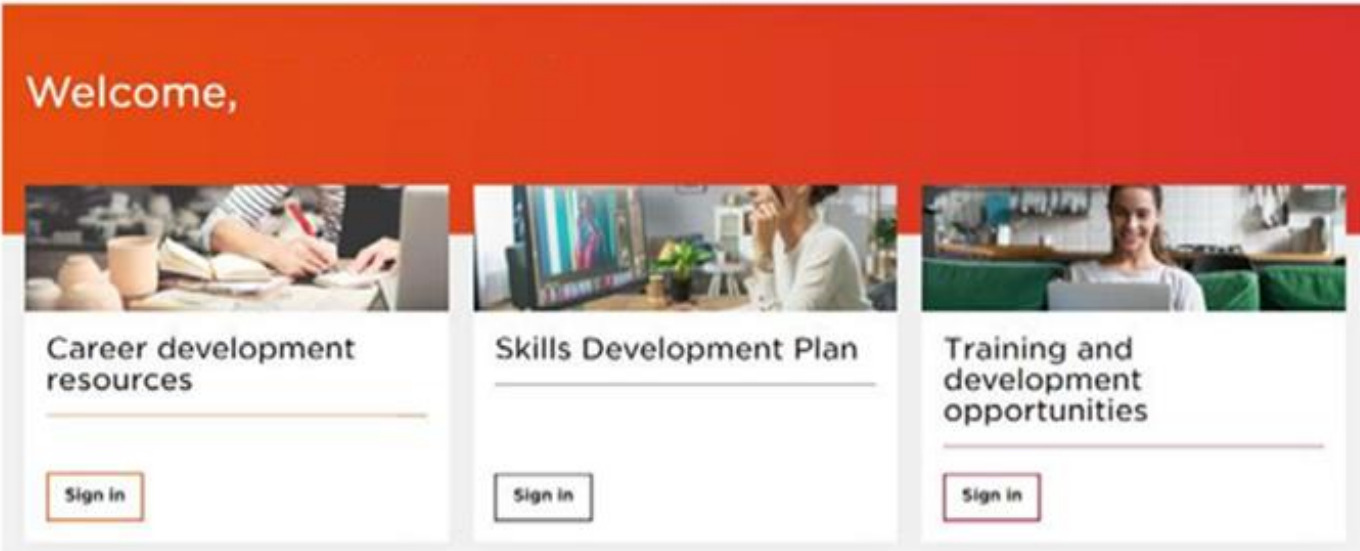 Welcome,
Career development
resources
Sign in
Skills Development Plan
Sign in
Training and
development
opportunities
Sign in